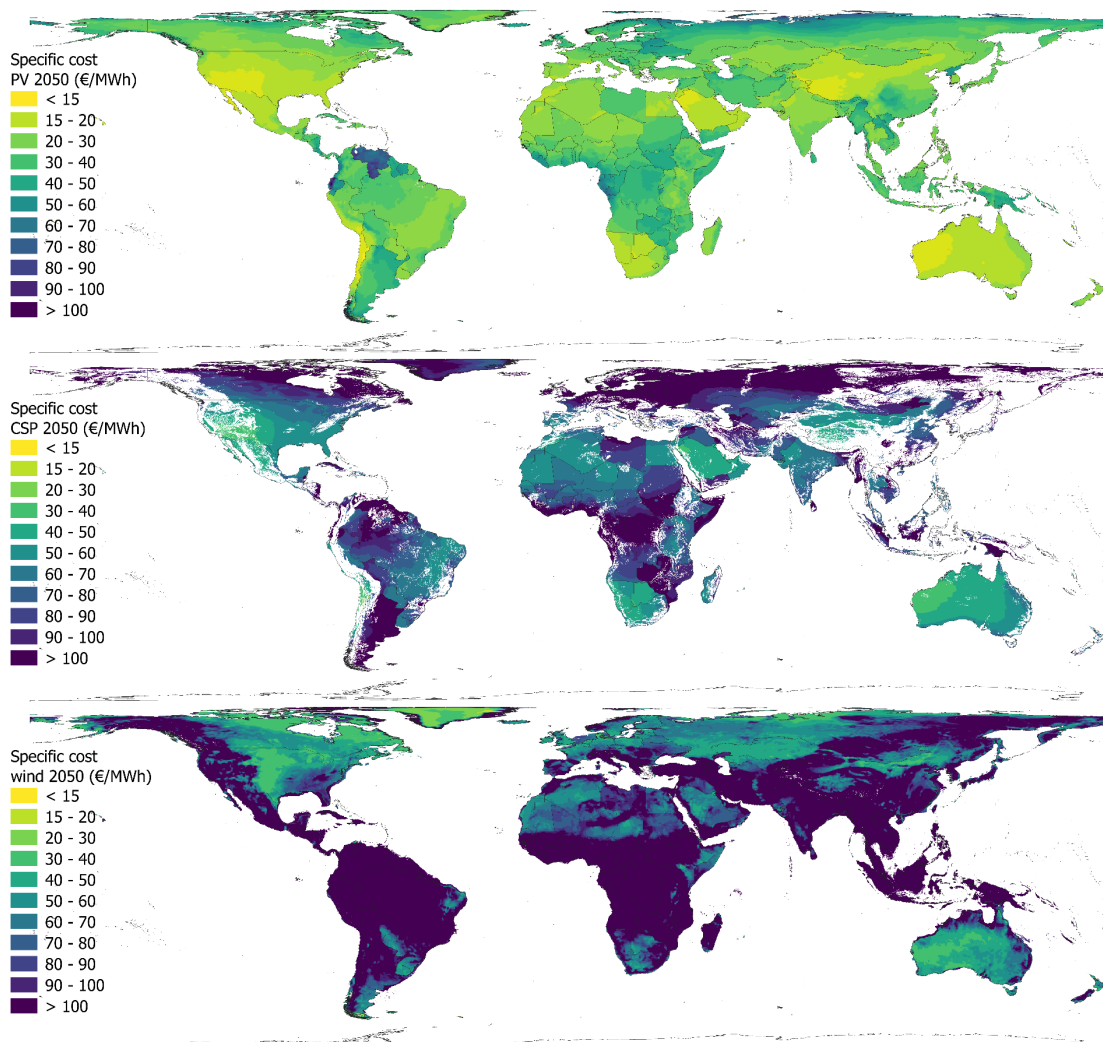 Specific cost
PV 2050 (€/MWh)
< 15
15 - 20
20 - 30
30 - 40
40 - 50
50 - 60
60 - 70
70 - 80
80 - 90
90 - 100
> 100
Specific cost
CSP 2050 (€/MWh)
< 15
15 - 20
20 - 30
30 - 40
40 - 50
50 - 60
60 - 70
70 - 80
80 - 90
90 - 100
> 100
Specific cost
wind 2050 (€/MWh)
< 15
15 - 20
20 - 30
30 - 40
40 - 50
50 - 60
60 - 70
70 - 80
80 - 90
90 - 100
> 100